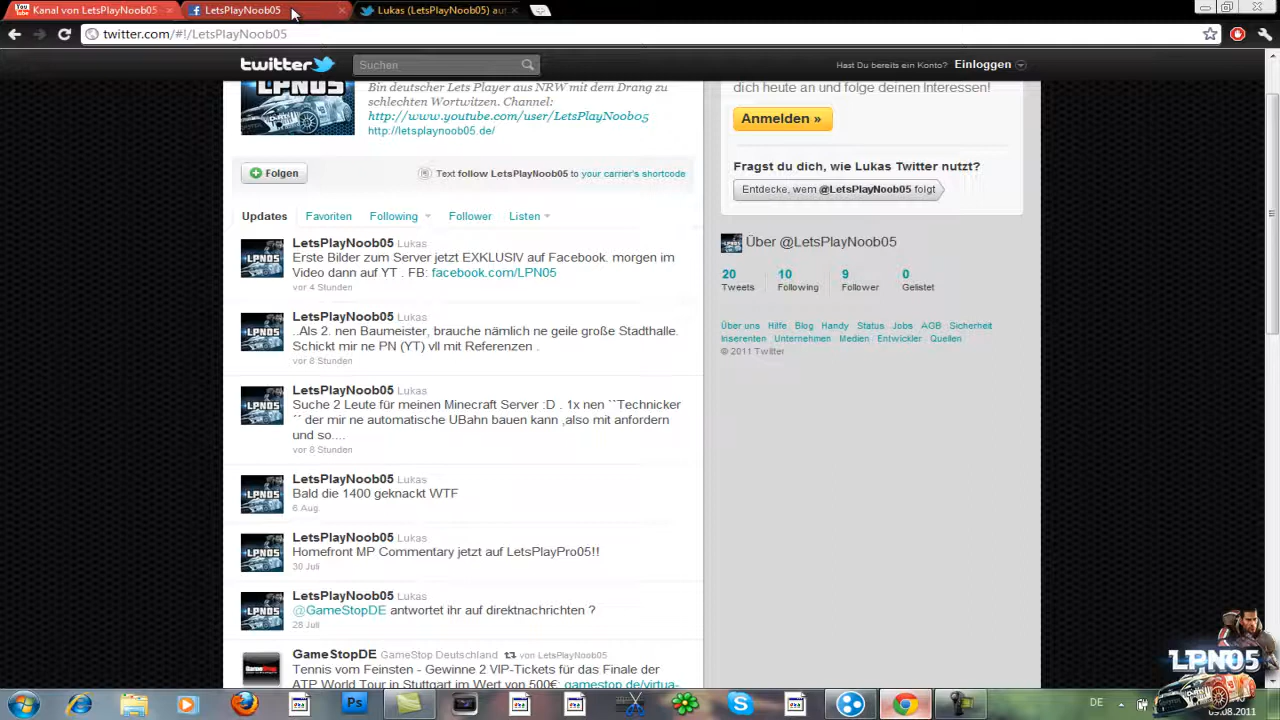 Kanal von LetsPlayNoob05
LetsPlayNoob05
Lukas (LetsPlayNoob05) au
twitter.com/#!/LetsPlayNoob05
twitter
Suchen
Hast Du bereits ein Konto? Einloggen
LPN05
Bin deutscher Lets Player aus NRW mit dem Drang zu
schlechten Wortwitzen. Channel:
http://www.youtube.com/user/LetsPlayNoob05
http://letsplaynoob05.de/
dich heute an und folge deinen Interessen!
Anmelden »
Fragst du dich, wie Lukas Twitter nutzt?
Entdecke, wem @LetsPlayNoob05 folgt
Folgen
Text follow LetsPlayNoob05 to your carrier's shortcode
Updates Favoriten Following Follower Listen
Über @LetsPlayNoob05
20 10 9 0
Tweets Following Follower Gelistet
Über uns Hilfe Blog Handy Status Jobs AGB Sicherheit
Inserenten Unternehmen Medien Entwickler Quellen
© 2011 Twitter
LetsPlayNoob05 Lukas
Erste Bilder zum Server jetzt EXKLUSIV auf Facebook. morgen im
Video dann auf YT . FB: facebook.com/LPN05
vor 4 Stunden
LetsPlayNoob05 Lukas
..Als 2. nen Baumeister, brauche nämlich ne geile große Stadthalle.
Schickt mir ne PN (YT) vll mit Referenzen .
vor 8 Stunden
LetsPlayNoob05 Lukas
Suche 2 Leute für meinen Minecraft Server :D . 1x nen ``Technicker
´´ der mir ne automatische UBahn bauen kann ,also mit anfordern
und so....
vor 8 Stunden
LetsPlayNoob05 Lukas
Bald die 1400 geknackt WTF
6 Aug.
LetsPlayNoob05 Lukas
Homefront MP Commentary jetzt auf LetsPlayPro05!!
30 Juli
LetsPlayNoob05 Lukas
@GameStopDE antwortet ihr auf direktnachrichten ?
28 Juli
GameStopDE GameStop Deutschland von LetsPlayNoob05
Tennis vom Feinsten - Gewinne 2 VIP-Tickets für das Finale der
ATP World Tour in Stuttgart im Wert von 500€. gamestop.de/virtua-
LPN05
DE
.08.2011